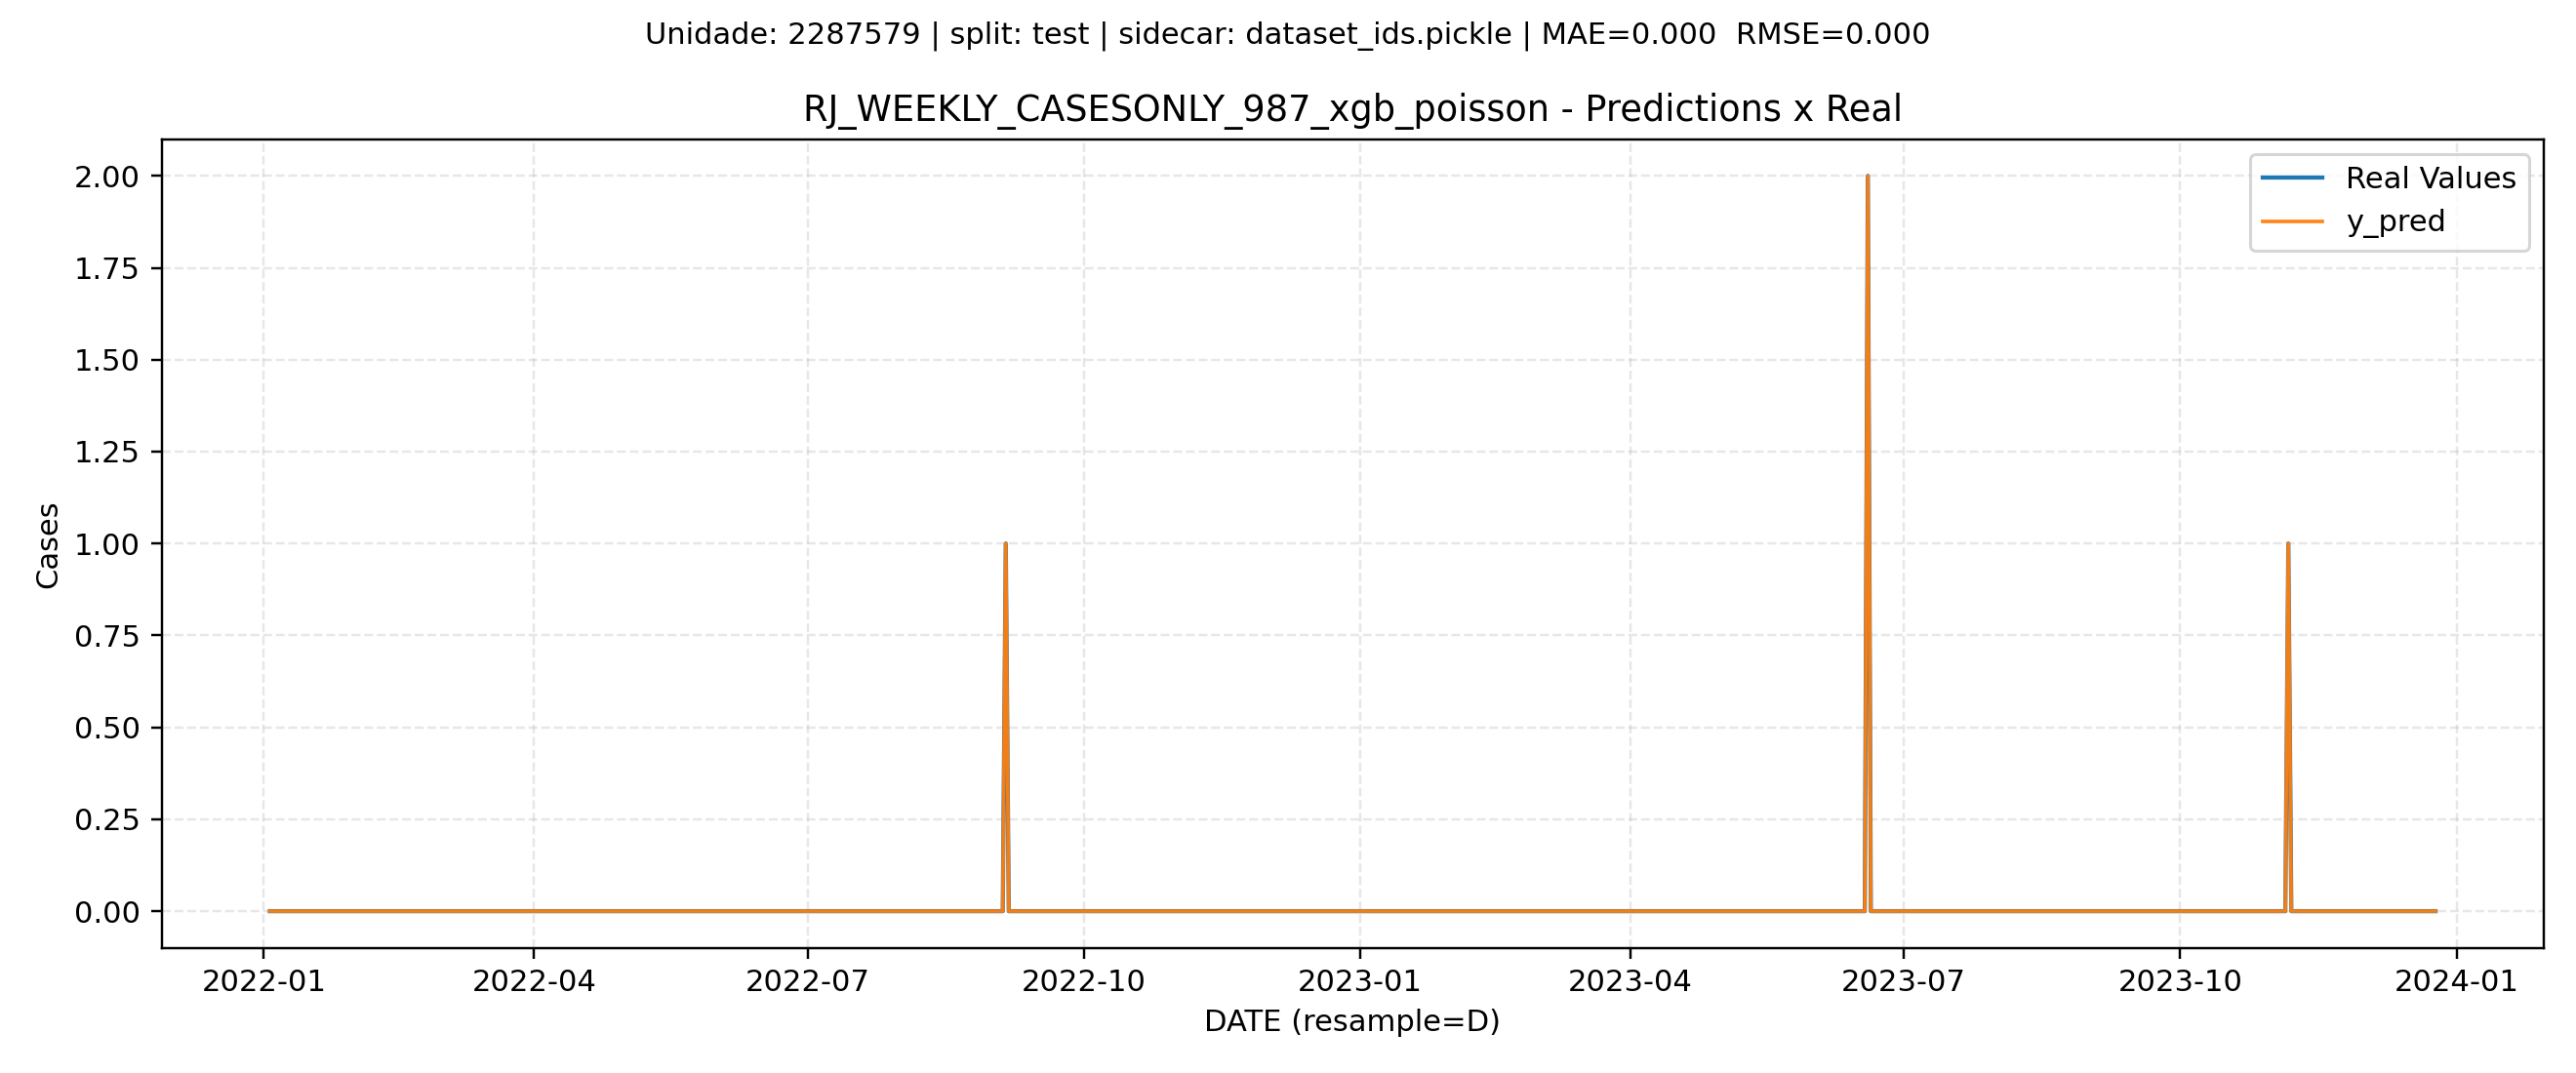 Unidade: 2287579 | split: test | sidecar: dataset_ids.pickle | MAE=0.000  RMSE=0.000
RJ_WEEKLY_CASESONLY_987_xgb_poisson - Predictions x Real
Real Values
y_pred
Cases
2.00
1.75
1.50
1.25
1.00
0.75
0.50
0.25
0.00
2022-01 2022-04 2022-07 2022-10 2023-01 2023-04 2023-07 2023-10 2024-01
DATE (resample=D)